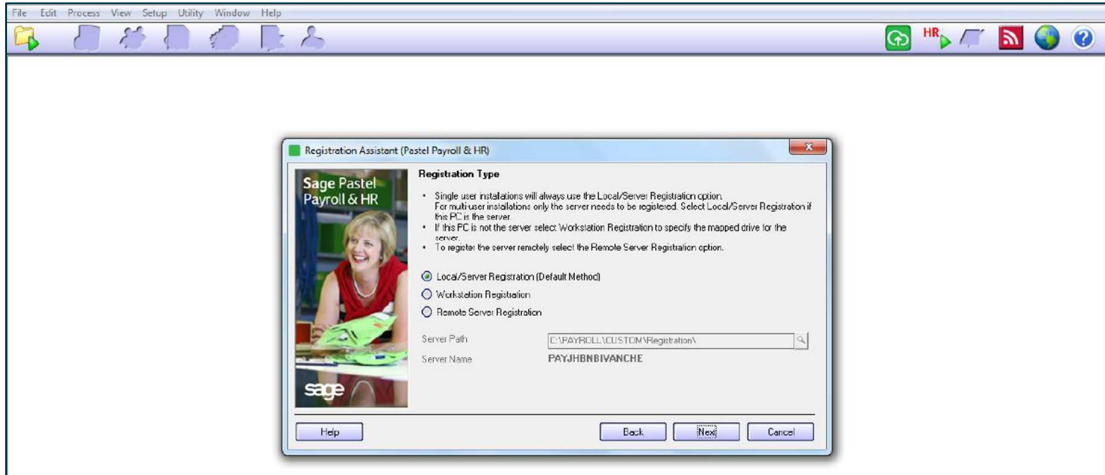 File Edit Process View Setup Utility Window Help
HR
Registration Assistant (Pastel Payroll & HR)
Sage Pastel
Payroll & HR
Registration Type
• Single user installations will always use the Local/Server Registration option.
For multi-user installations only the server needs to be registered. Select Local/Server Registration if
this PC is the server.
• If this PC is not the server select Workstation Registration to specify the mapped drive for the
server.
• To register the server remotely select the Remote Server Registration option.
Local/Server Registration (Default Method)
Workstation Registration
Remote Server Registration
Server Path C:\PAYROLL\CUSTOM\Registration\
Server Name PAYJHBNBIVANCHE
sage
Help Back Next Cancel